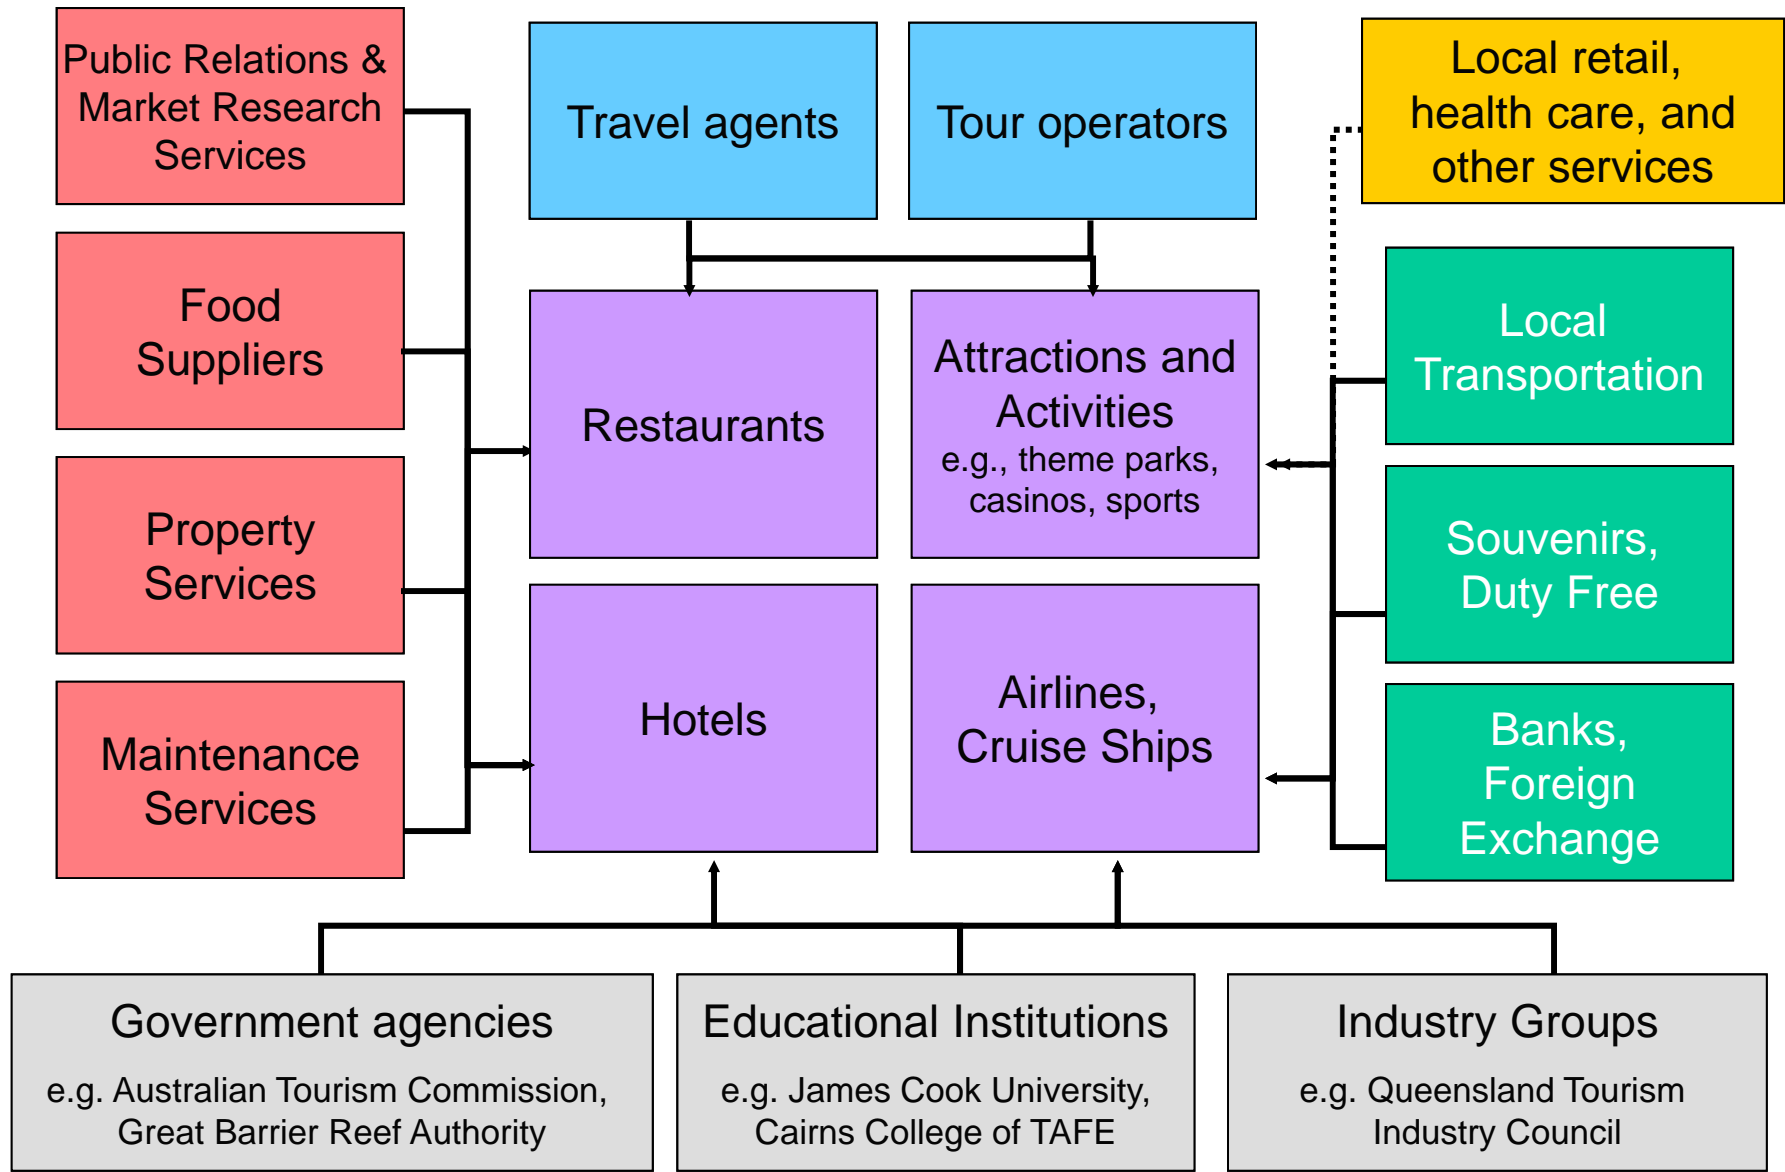 Public Relations &
Market Research
Services
Travel agents
Tour operators
Local retail,
health care, and
other services
Food
Suppliers
Restaurants
Attractions and
Activities
e.g., theme parks,
casinos, sports
Local
Transportation
Property
Services
Souvenirs,
Duty Free
Maintenance
Services
Hotels
Airlines,
Cruise Ships
Banks,
Foreign
Exchange
Government agencies
e.g. Australian Tourism Commission,
Great Barrier Reef Authority
Educational Institutions
e.g. James Cook University,
Cairns College of TAFE
Industry Groups
e.g. Queensland Tourism
Industry Council